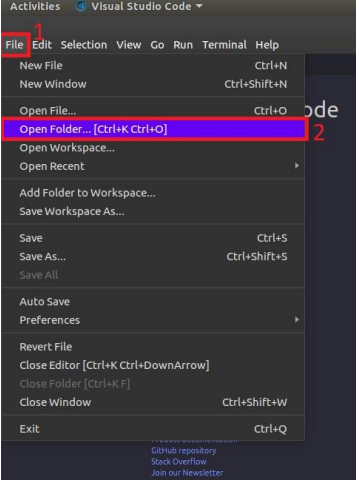 Activities Visual Studio Code
1
File Edit Selection View Go Run Terminal Help
New File Ctrl+N
New Window Ctrl+Shift+N
Open File... Ctrl+O
ode
Open Folder... [Ctrl+K Ctrl+O]
2
Open Workspace...
Open Recent
Add Folder to Workspace...
Save Workspace As...
Save Ctrl+S
Save As... Ctrl+Shift+S
Save All
Auto Save
Preferences
Revert File
Close Editor [Ctrl+K Ctrl+DownArrow]
Close Folder [Ctrl+K F]
Close Window Ctrl+Shift+W
Exit Ctrl+Q
GitHub repository
Stack Overflow
Join our Newsletter